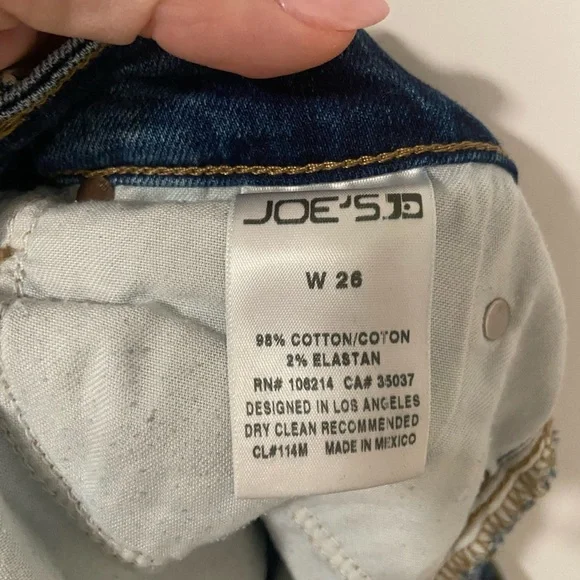 JOE'S JD
W 26
98% COTTON/COTON
2% ELASTAN
RN# 106214 CA# 35037
DESIGNED IN LOS ANGELES
DRY CLEAN RECOMMENDED
CL#114M MADE IN MEXICO